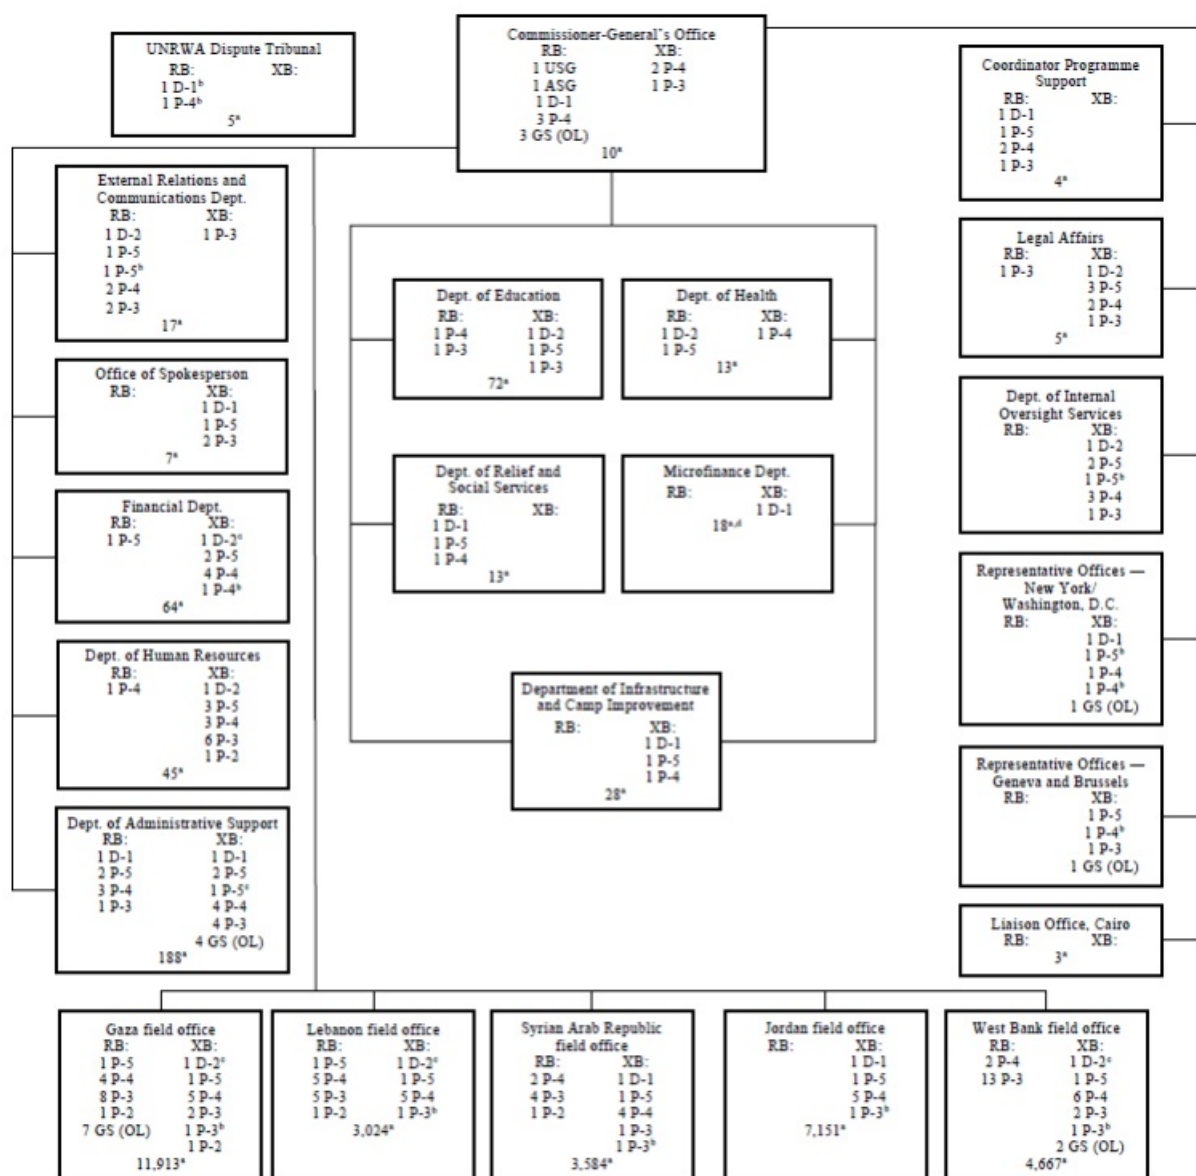 UNRWA Dispute Tribunal
RB: XB:
1 D-1ᵇ
1 P-4ᵇ
5ᵃ
Commissioner-General's Office
RB: XB:
1 USG 2 P-4
1 ASG 1 P-3
1 D-1
3 P-4
3 GS (OL)
10ᵃ
Coordinator Programme
Support
RB: XB:
1 D-1
1 P-5
2 P-4
1 P-3
4ᵃ
External Relations and
Communications Dept.
RB: XB:
1 D-2 1 P-3
1 P-5
1 P-5ᵇ
2 P-4
2 P-3
17ᵃ
Legal Affairs
RB: XB:
1 P-3 1 D-2
3 P-5
2 P-4
1 P-3
5ᵃ
Dept. of Education
RB: XB:
1 P-4 1 D-2
1 P-3 1 P-5
1 P-3
72ᵃ
Dept. of Health
RB: XB:
1 D-2 1 P-4
1 P-5
13ᵃ
Office of Spokesperson
RB: XB:
1 D-1
1 P-5
2 P-3
7ᵃ
Dept. of Internal
Oversight Services
RB: XB:
1 D-2
2 P-5
1 P-5ᵇ
3 P-4
1 P-3
Dept. of Relief and
Social Services
RB: XB:
1 D-1
1 P-5
1 P-4
13ᵃ
Microfinance Dept.
RB: XB:
1 D-1
18ᵃ,ᵈ
Financial Dept.
RB: XB:
1 P-5 1 D-2ᶜ
2 P-5
4 P-4
1 P-4ᵇ
64ᵃ
Representative Offices —
New York/
Washington, D.C.
RB: XB:
1 D-1
1 P-5ᵇ
1 P-4
1 P-4ᵇ
1 GS (OL)
Dept. of Human Resources
RB: XB:
1 P-4 1 D-2
3 P-5
3 P-4
6 P-3
1 P-2
45ᵃ
Department of Infrastructure
and Camp Improvement
RB: XB:
1 D-1
1 P-5
1 P-4
28ᵃ
Representative Offices —
Geneva and Brussels
RB: XB:
1 P-5
1 P-4ᵇ
1 P-3
1 GS (OL)
Dept. of Administrative Support
RB: XB:
1 D-1 1 D-1
2 P-5 2 P-5
3 P-4 1 P-5ᶜ
1 P-3 4 P-4
4 P-3
4 GS (OL)
188ᵃ
Liaison Office, Cairo
RB: XB:
3ᵃ
Gaza field office
RB: XB:
1 P-5 1 D-2ᶜ
4 P-4 1 P-5
8 P-3 5 P-4
1 P-2 2 P-3
7 GS (OL) 1 P-3ᵇ
1 P-2
11,913ᵃ
Lebanon field office
RB: XB:
1 P-5 1 D-2ᶜ
5 P-4 1 P-5
5 P-3 5 P-4
1 P-2 1 P-3ᵇ
3,024ᵃ
Syrian Arab Republic
field office
RB: XB:
2 P-4 1 D-1
4 P-3 1 P-5
1 P-2 4 P-4
1 P-3
1 P-3ᵇ
3,584ᵃ
Jordan field office
RB: XB:
1 D-1
1 P-5
5 P-4
1 P-3ᵇ
7,151ᵃ
West Bank field office
RB: XB:
2 P-4 1 D-2ᶜ
13 P-3 1 P-5
6 P-4
2 P-3
1 P-3ᵇ
2 GS (OL)
4,667ᵃ